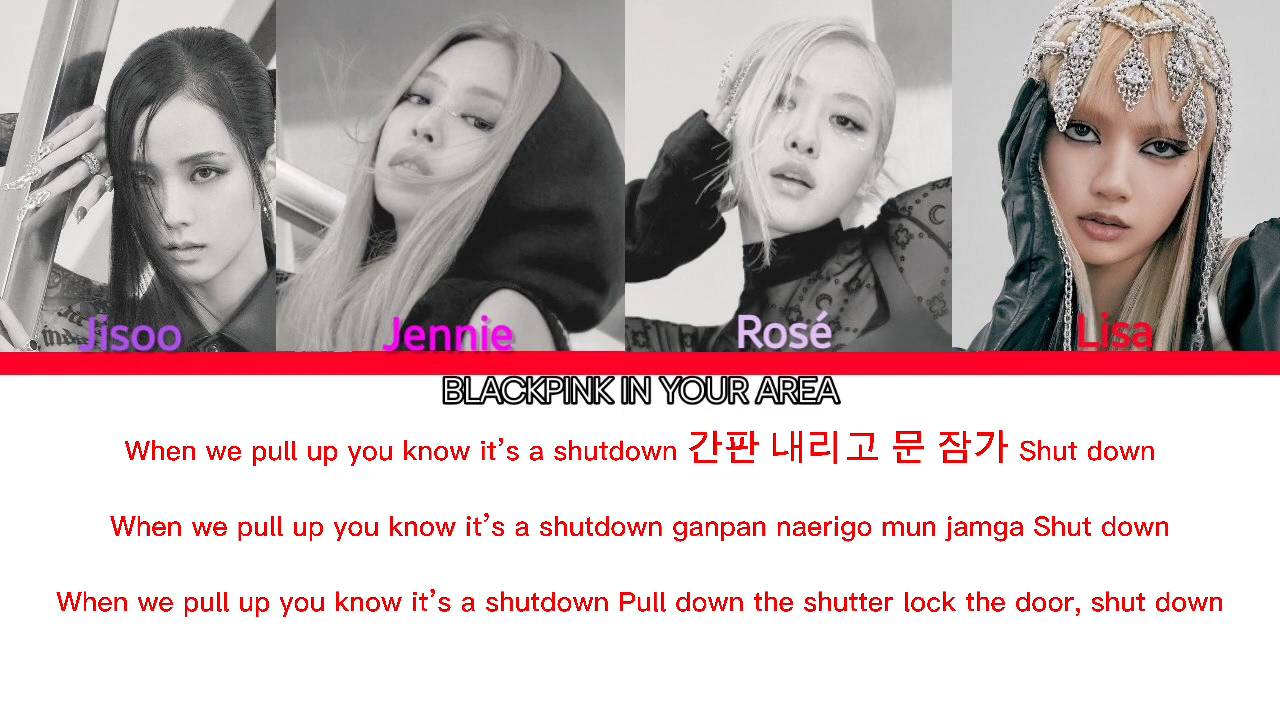 Jisoo
Jennie
Rosé
Lisa
BLACKPINK IN YOUR AREA
When we pull up you know it’s a shutdown 간판 내리고 문 잠가 Shut down
When we pull up you know it’s a shutdown ganpan naerigo mun jamga Shut down
When we pull up you know it’s a shutdown Pull down the shutter lock the door, shut down